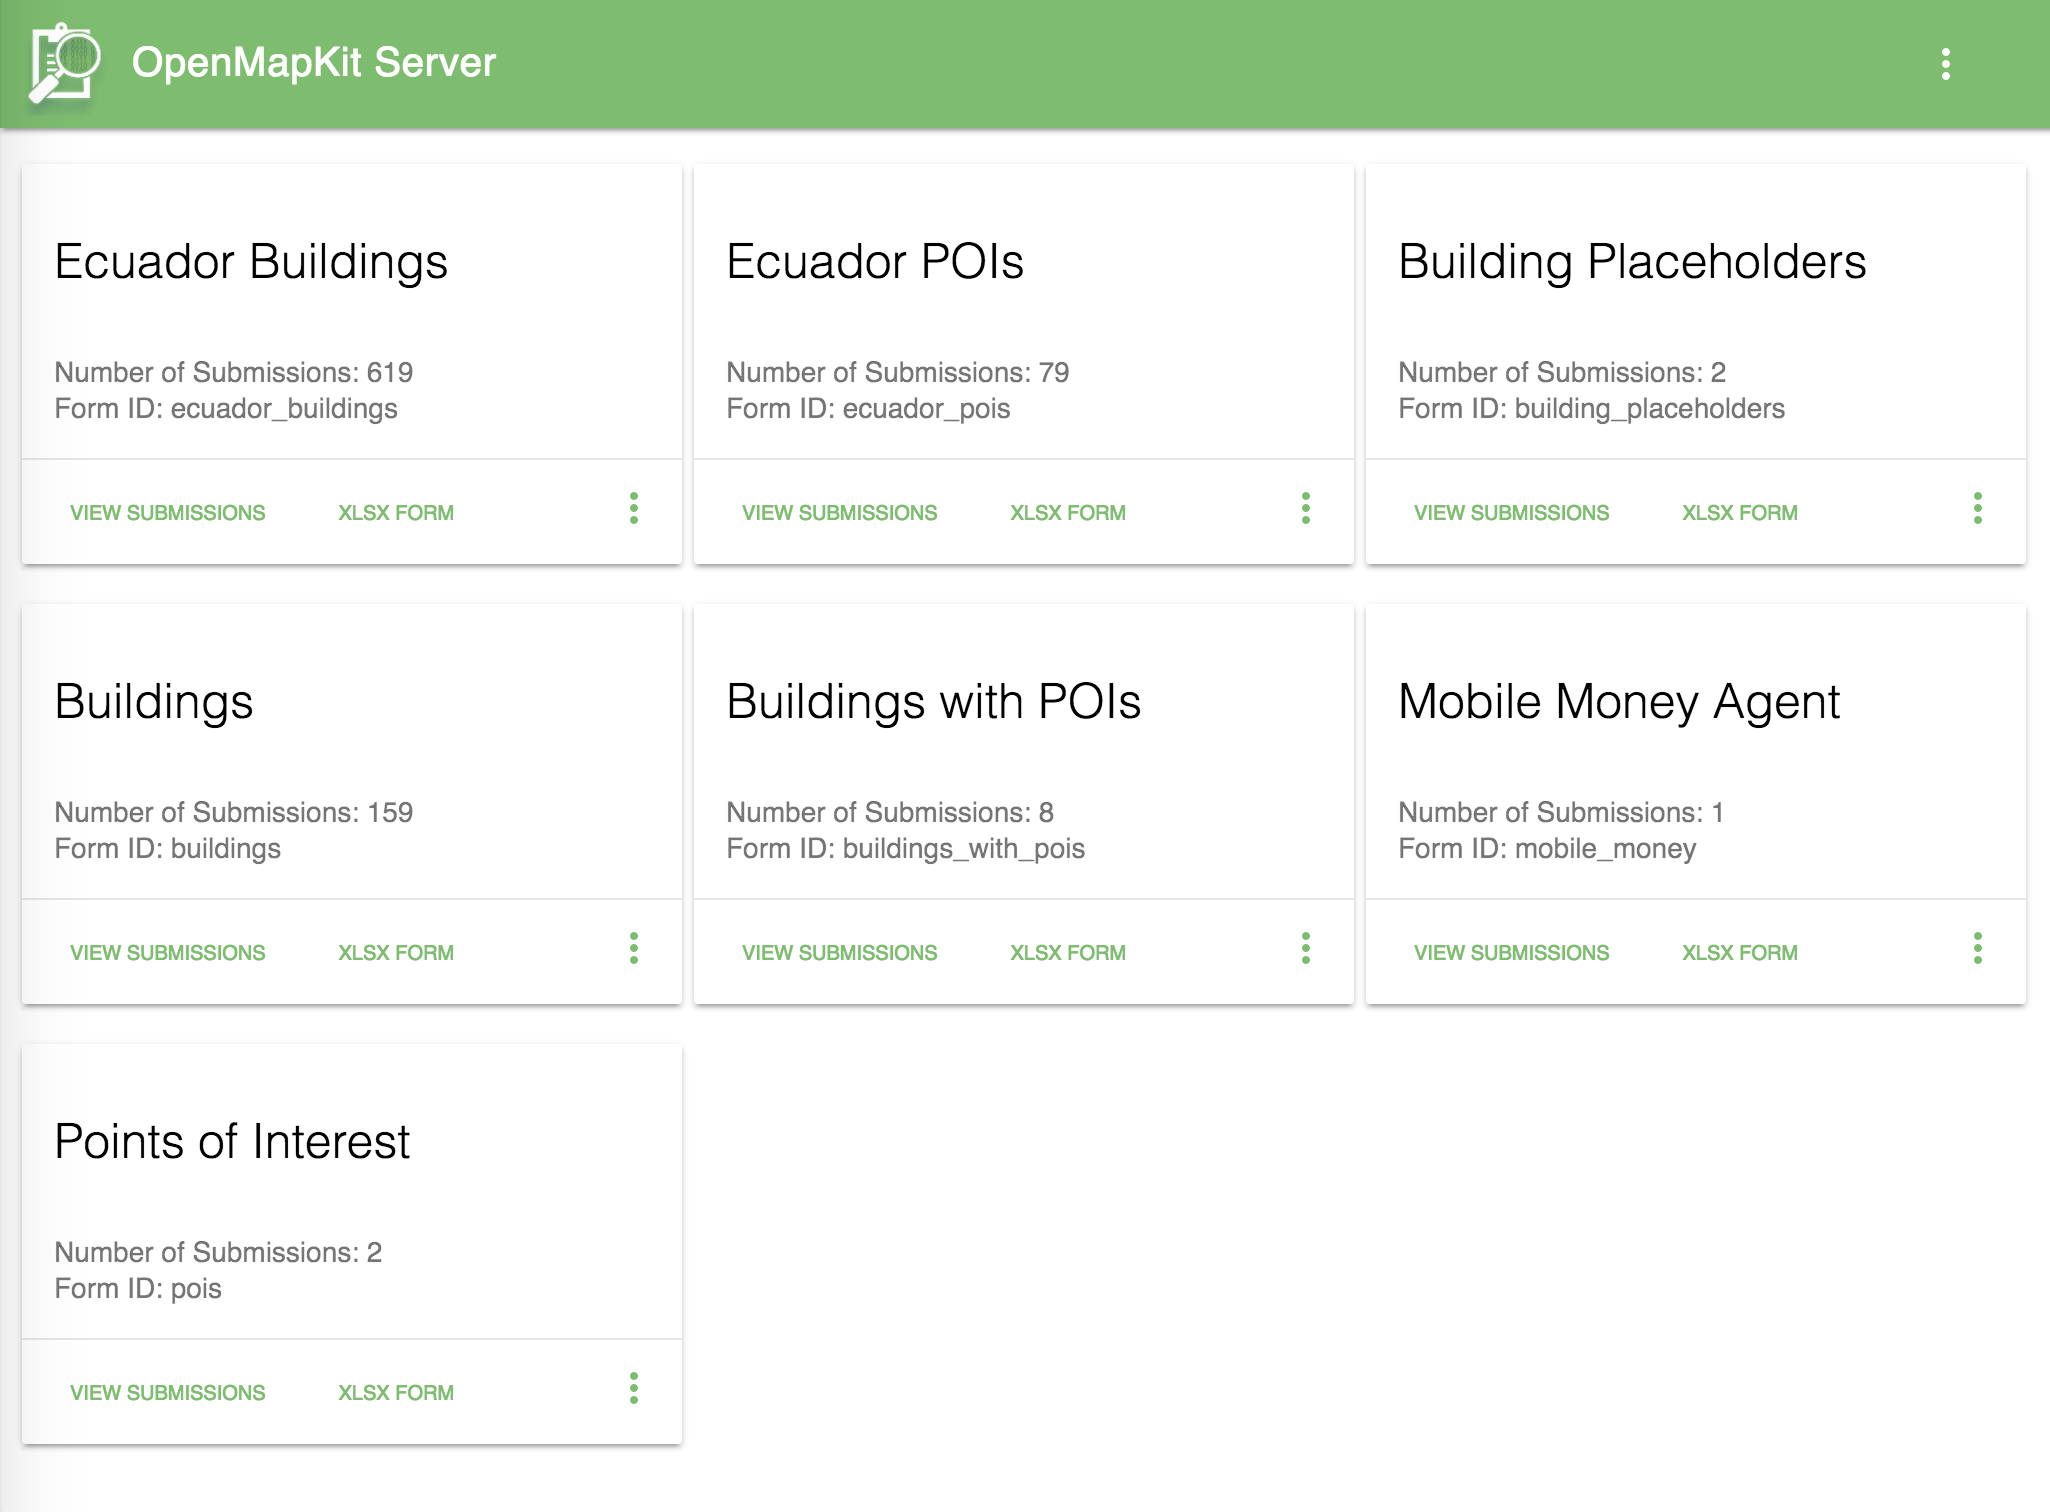 OpenMapKit Server
Ecuador Buildings
Number of Submissions: 619
Form ID: ecuador_buildings
VIEW SUBMISSIONS XLSX FORM
Ecuador POIs
Number of Submissions: 79
Form ID: ecuador_pois
VIEW SUBMISSIONS XLSX FORM
Building Placeholders
Number of Submissions: 2
Form ID: building_placeholders
VIEW SUBMISSIONS XLSX FORM
Buildings
Number of Submissions: 159
Form ID: buildings
VIEW SUBMISSIONS XLSX FORM
Buildings with POIs
Number of Submissions: 8
Form ID: buildings_with_pois
VIEW SUBMISSIONS XLSX FORM
Mobile Money Agent
Number of Submissions: 1
Form ID: mobile_money
VIEW SUBMISSIONS XLSX FORM
Points of Interest
Number of Submissions: 2
Form ID: pois
VIEW SUBMISSIONS XLSX FORM